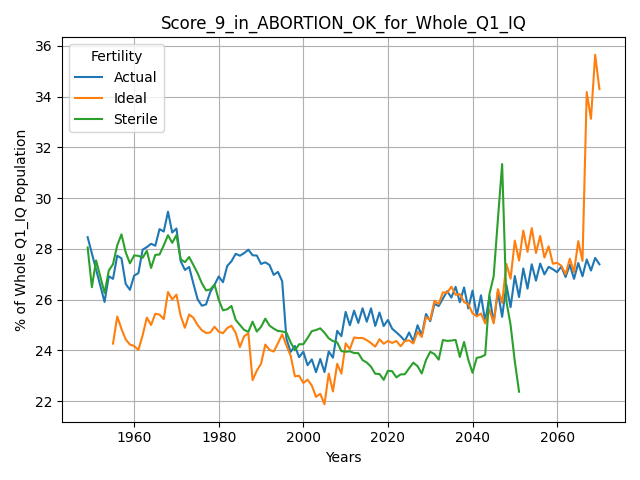 Score_9_in_ABORTION_OK_for_Whole_Q1_IQ
Fertility
Actual
Ideal
Sterile
% of Whole Q1_IQ Population
36
34
32
30
28
26
24
22
1960
1980
2000
2020
2040
2060
Years